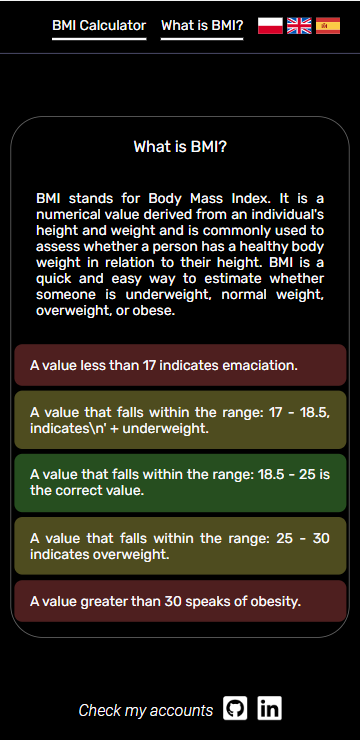 BMI Calculator What is BMI?
What is BMI?
BMI stands for Body Mass Index. It is a
numerical value derived from an individual's
height and weight and is commonly used to
assess whether a person has a healthy body
weight in relation to their height. BMI is a
quick and easy way to estimate whether
someone is underweight, normal weight,
overweight, or obese.
A value less than 17 indicates emaciation.
A value that falls within the range: 17 - 18.5,
indicates\n' + underweight.
A value that falls within the range: 18.5 - 25 is
the correct value.
A value that falls within the range: 25 - 30
indicates overweight.
A value greater than 30 speaks of obesity.
Check my accounts in